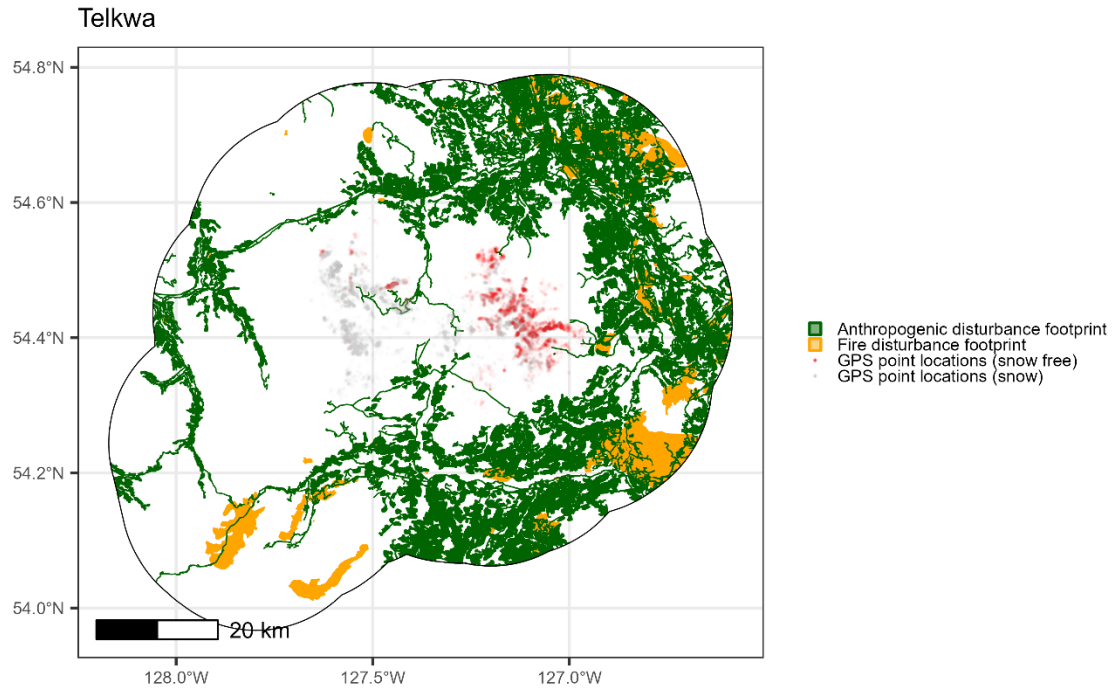 Telkwa
54.8°N
54.6°N
54.4°N
54.2°N
54.0°N
20 km
128.0°W
127.5°W
127.0°W
Anthropogenic disturbance footprint
Fire disturbance footprint
GPS point locations (snow free)
GPS point locations (snow)